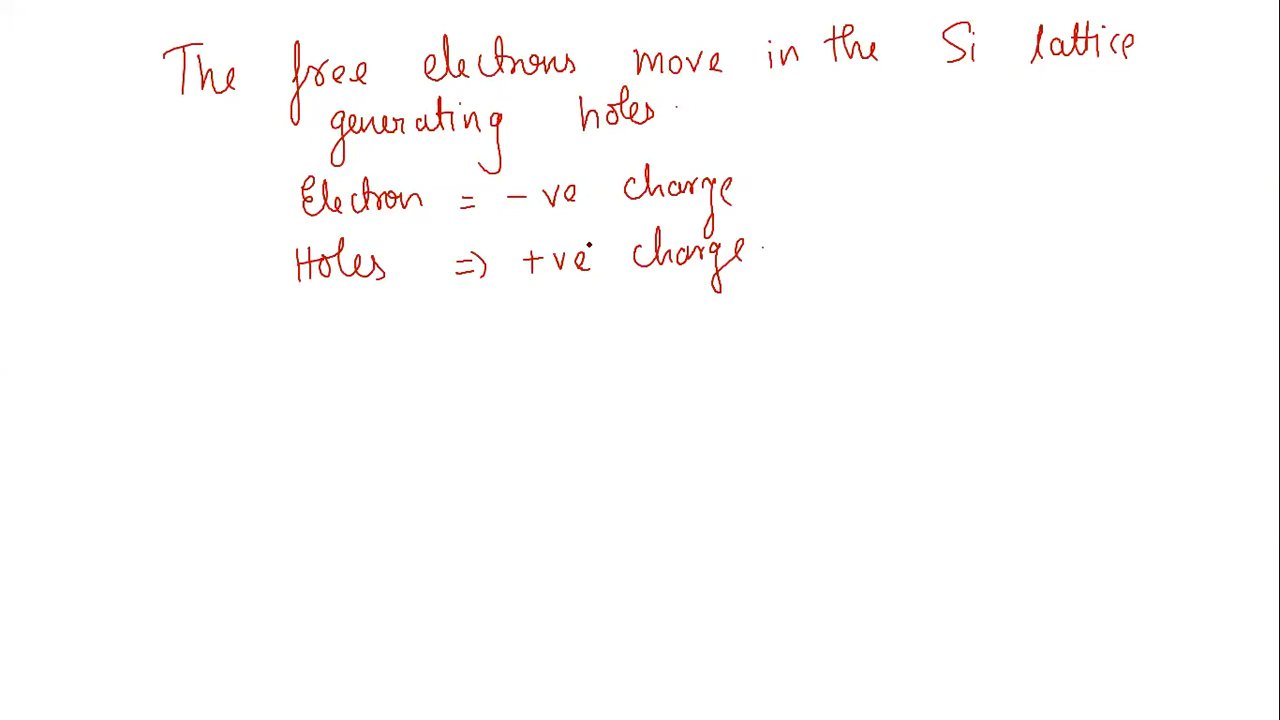 The free electrons move in the Si lattice
generating holes.
Electron = -ve charge
Holes => +ve charge.